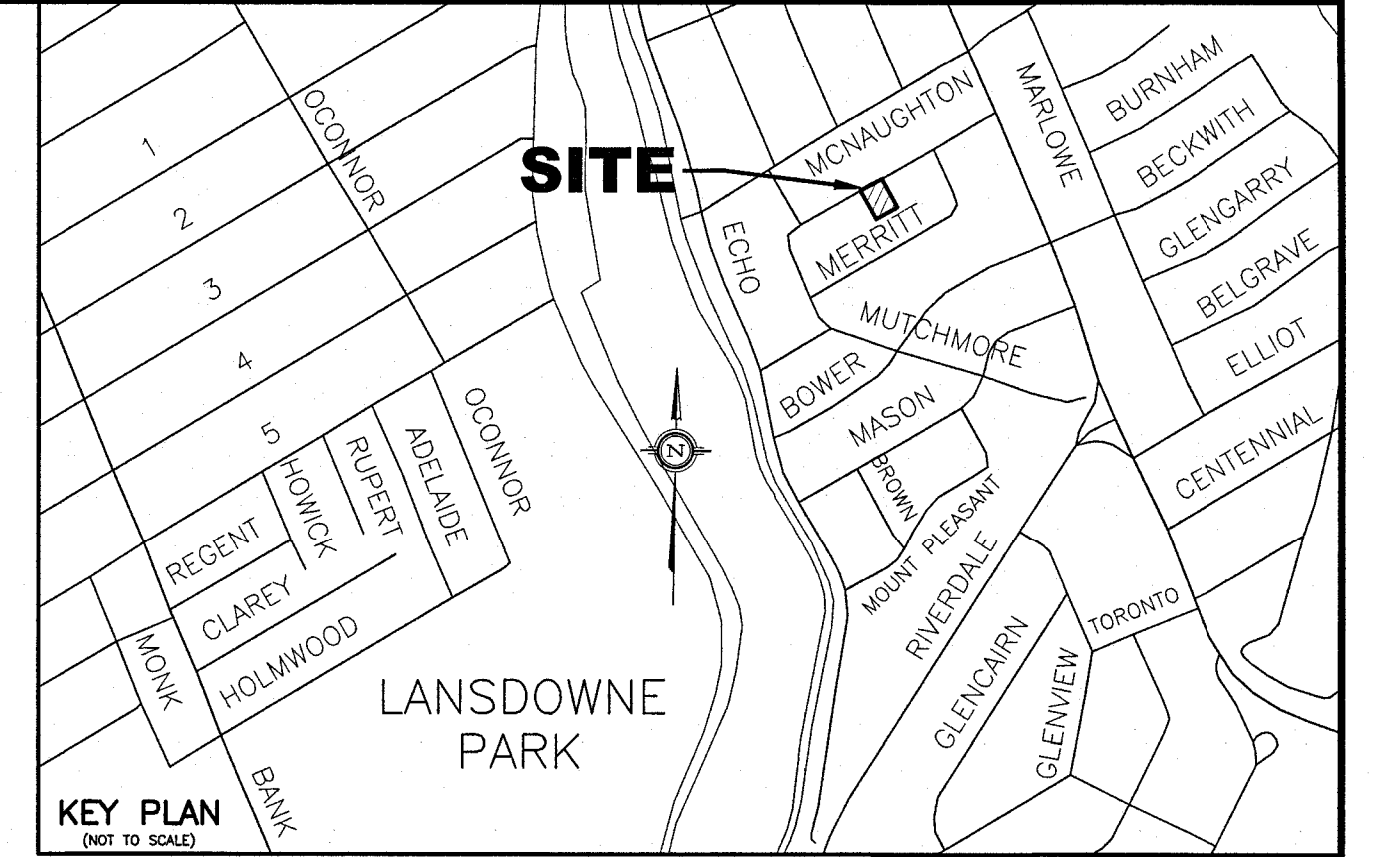 1
2
3
4
5
OCONNOR
SITE
MCNAUGHTON
MARLOWE
BURNHAM
BECKWITH
GLENGARRY
BELGRAVE
ELLIOT
CENTENNIAL
ECHO
MERRITT
MUTCHMORE
BOWER
MASON
BROWN
MOUNT PLEASANT
RIVERDALE
GLENCAIRN
GLENVIEW
TORONTO
N
OCONNOR
ADELAIDE
RUPERT
HOWICK
REGENT
CLAREY
HOLMWOOD
MONK
BANK
LANSDOWNE
PARK
KEY PLAN
(NOT TO SCALE)